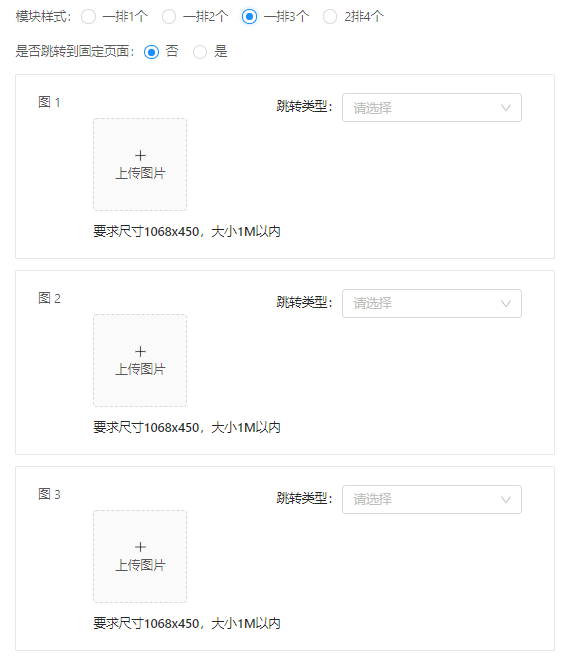 模块样式： 一排1个 一排2个 一排3个 2排4个
是否跳转到固定页面： 否 是
图 1 跳转类型： 请选择
+
上传图片
要求尺寸1068x450，大小1M以内
图 2 跳转类型： 请选择
+
上传图片
要求尺寸1068x450，大小1M以内
图 3 跳转类型： 请选择
+
上传图片
要求尺寸1068x450，大小1M以内